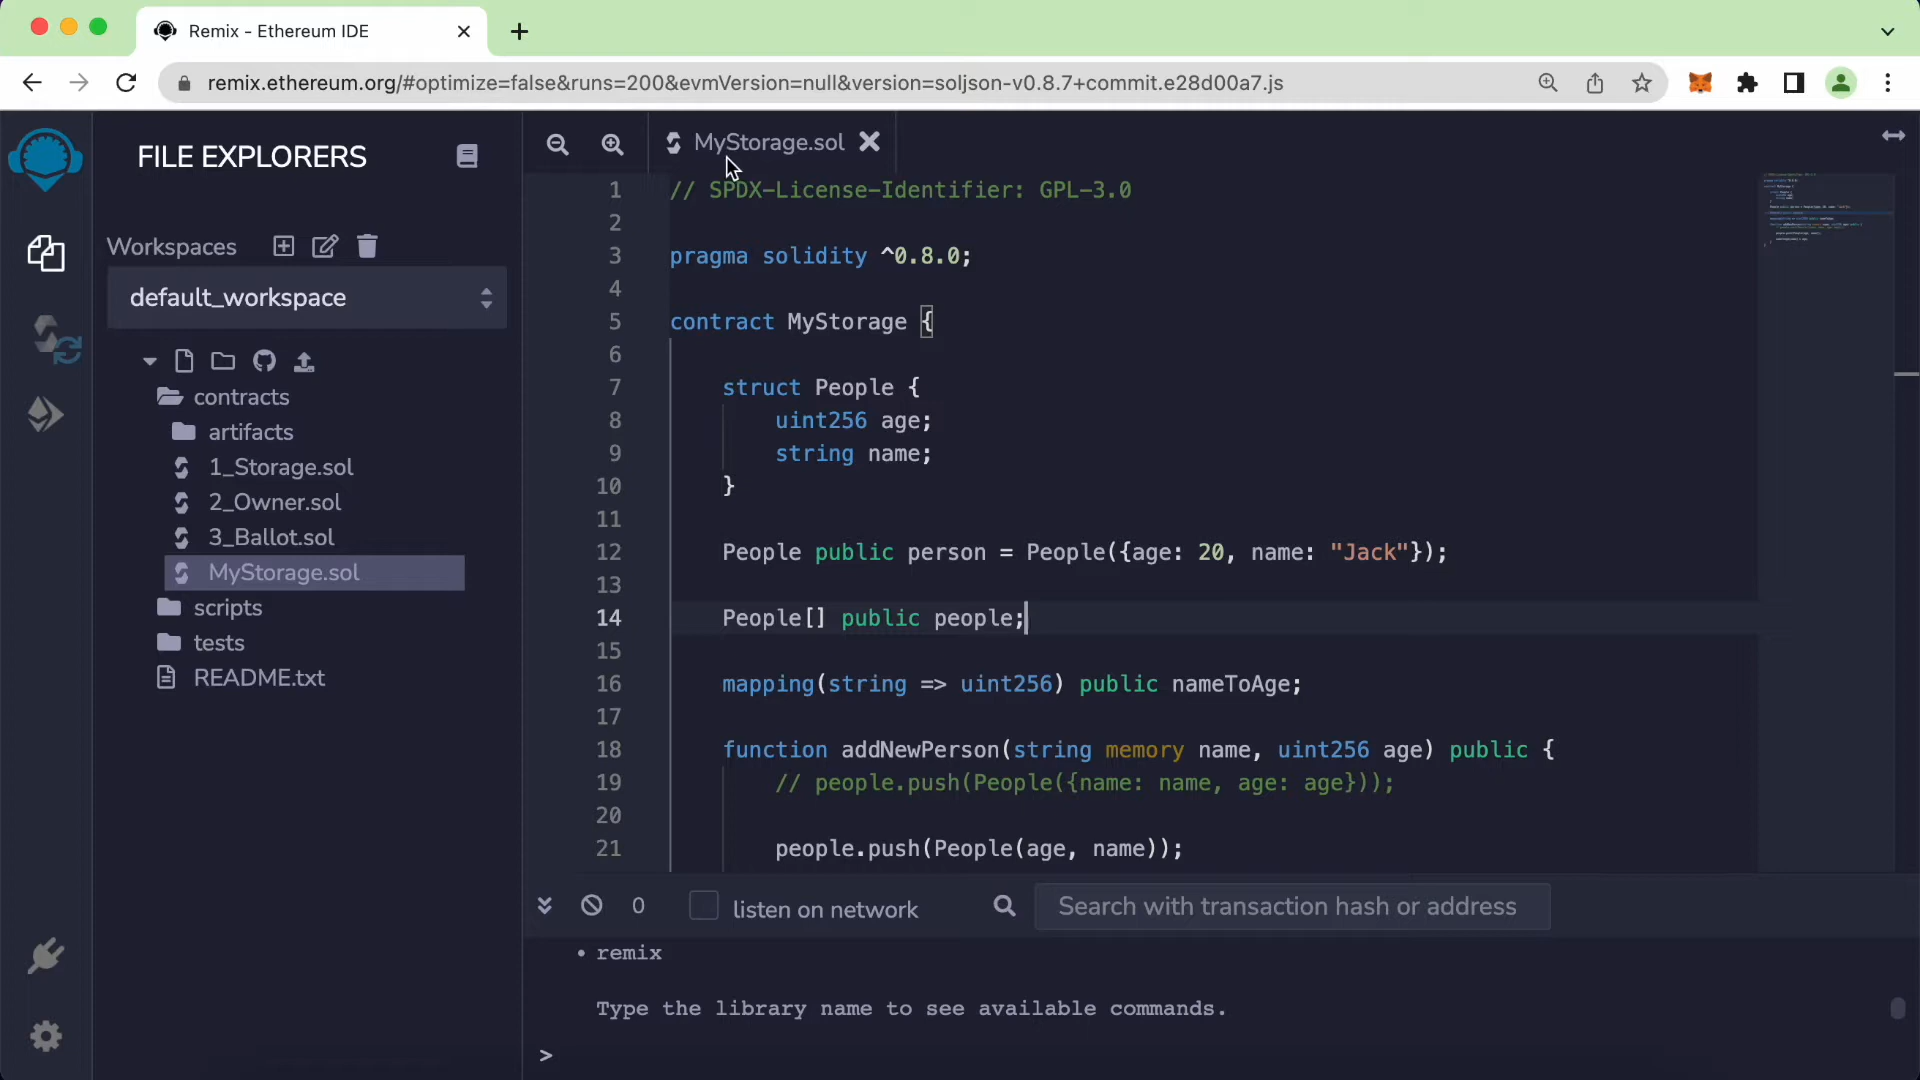 Remix - Ethereum IDE
remix.ethereum.org/#optimize=false&runs=200&evmVersion=null&version=soljson-v0.8.7+commit.e28d00a7.js
FILE EXPLORERS
Workspaces
default_workspace
contracts
artifacts
1_Storage.sol
2_Owner.sol
3_Ballot.sol
MyStorage.sol
scripts
tests
README.txt
MyStorage.sol
1 // SPDX-License-Identifier: GPL-3.0
2
3 pragma solidity ^0.8.0;
4
5 contract MyStorage {
6
7 struct People {
8 uint256 age;
9 string name;
10 }
11
12 People public person = People({age: 20, name: "Jack"});
13
14 People[] public people;
15
16 mapping(string => uint256) public nameToAge;
17
18 function addNewPerson(string memory name, uint256 age) public {
19 // people.push(People({name: name, age: age}));
20
21 people.push(People(age, name));
0 listen on network Search with transaction hash or address
• remix
Type the library name to see available commands.
>